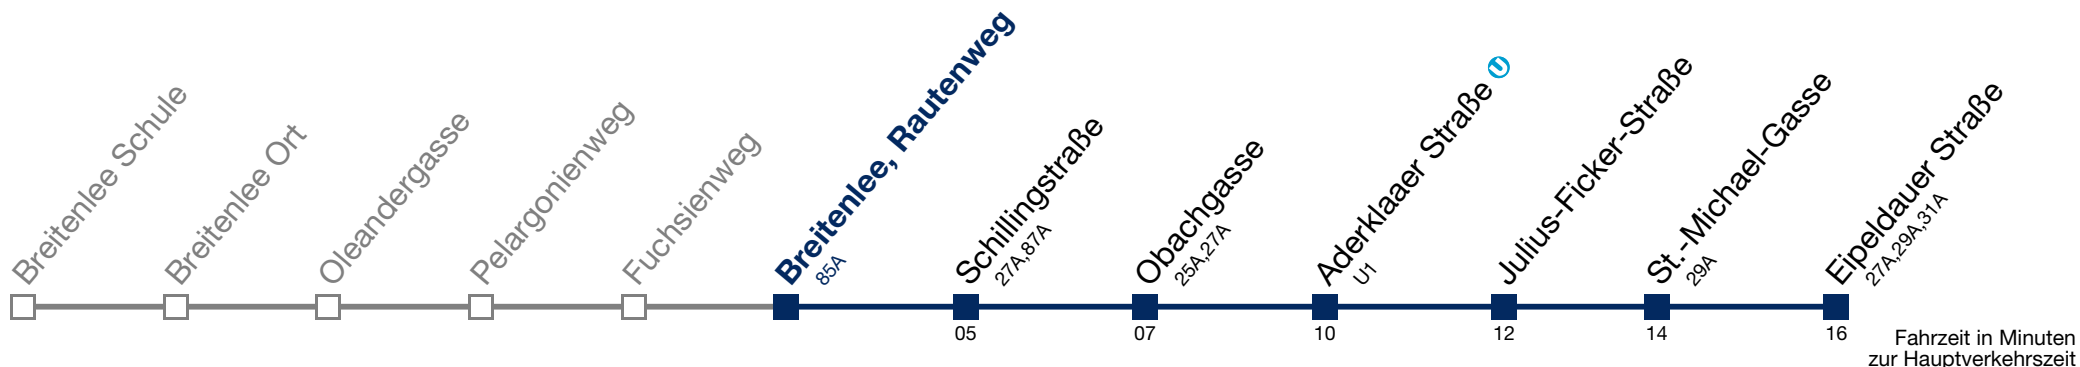 Breitenlee Schule
Breitenlee Ort
Oleandergasse
Pelargonienweg
Fuchsienweg
Breitenlee, Rautenweg
85A
Schillingstraße
27A,87A
Obachgasse
25A,27A
Aderklaaer Straße U
U1
Julius-Ficker-Straße
St.-Michael-Gasse
29A
Eipeldauer Straße
27A,29A,31A
05
07
10
12
14
16
Fahrzeit in Minuten
zur Hauptverkehrszeit